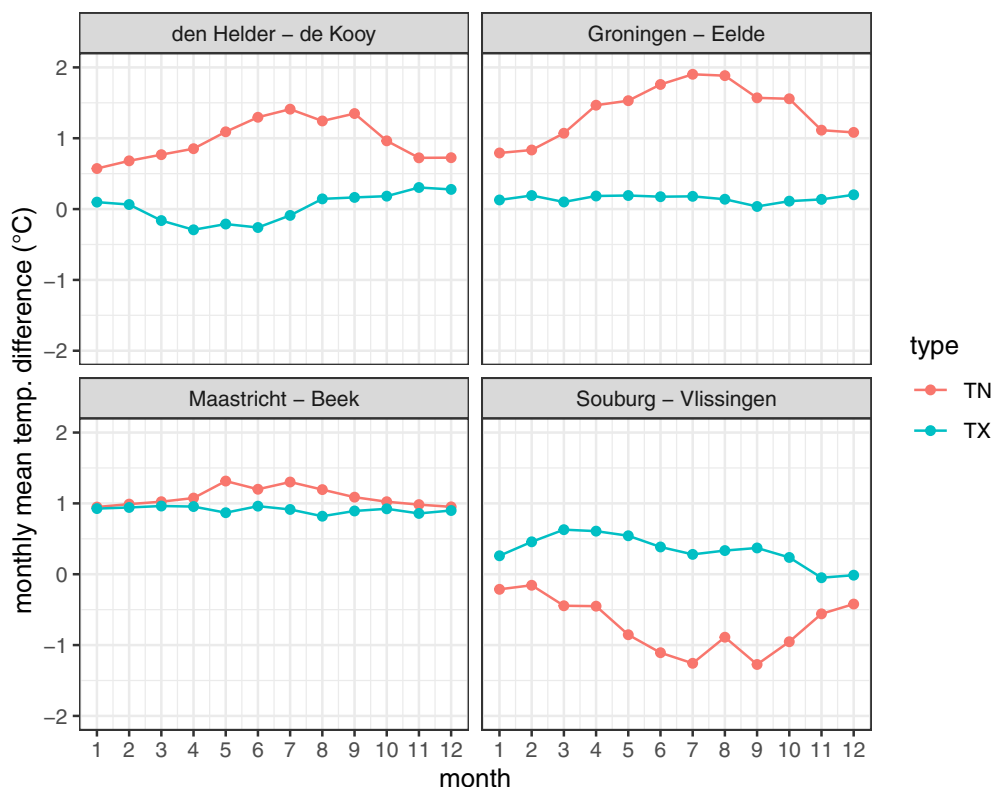 den Helder − de Kooy
Groningen − Eelde
2
1
0
−1
−2
Maastricht − Beek
Souburg − Vlissingen
2
1
0
−1
−2
1 2 3 4 5 6 7 8 9 10 11 12
1 2 3 4 5 6 7 8 9 10 11 12
month
monthly mean temp. difference (°C)
type
TN
TX